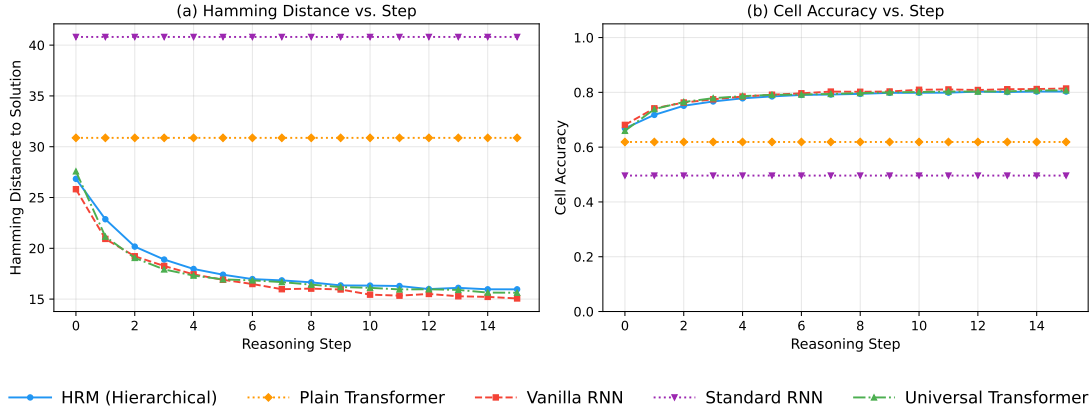 (a) Hamming Distance vs. Step
Hamming Distance to Solution
40
35
30
25
20
15
0 2 4 6 8 10 12 14
Reasoning Step
(b) Cell Accuracy vs. Step
Cell Accuracy
1.0
0.8
0.6
0.4
0.2
0.0
0 2 4 6 8 10 12 14
Reasoning Step
HRM (Hierarchical) Plain Transformer Vanilla RNN Standard RNN Universal Transformer